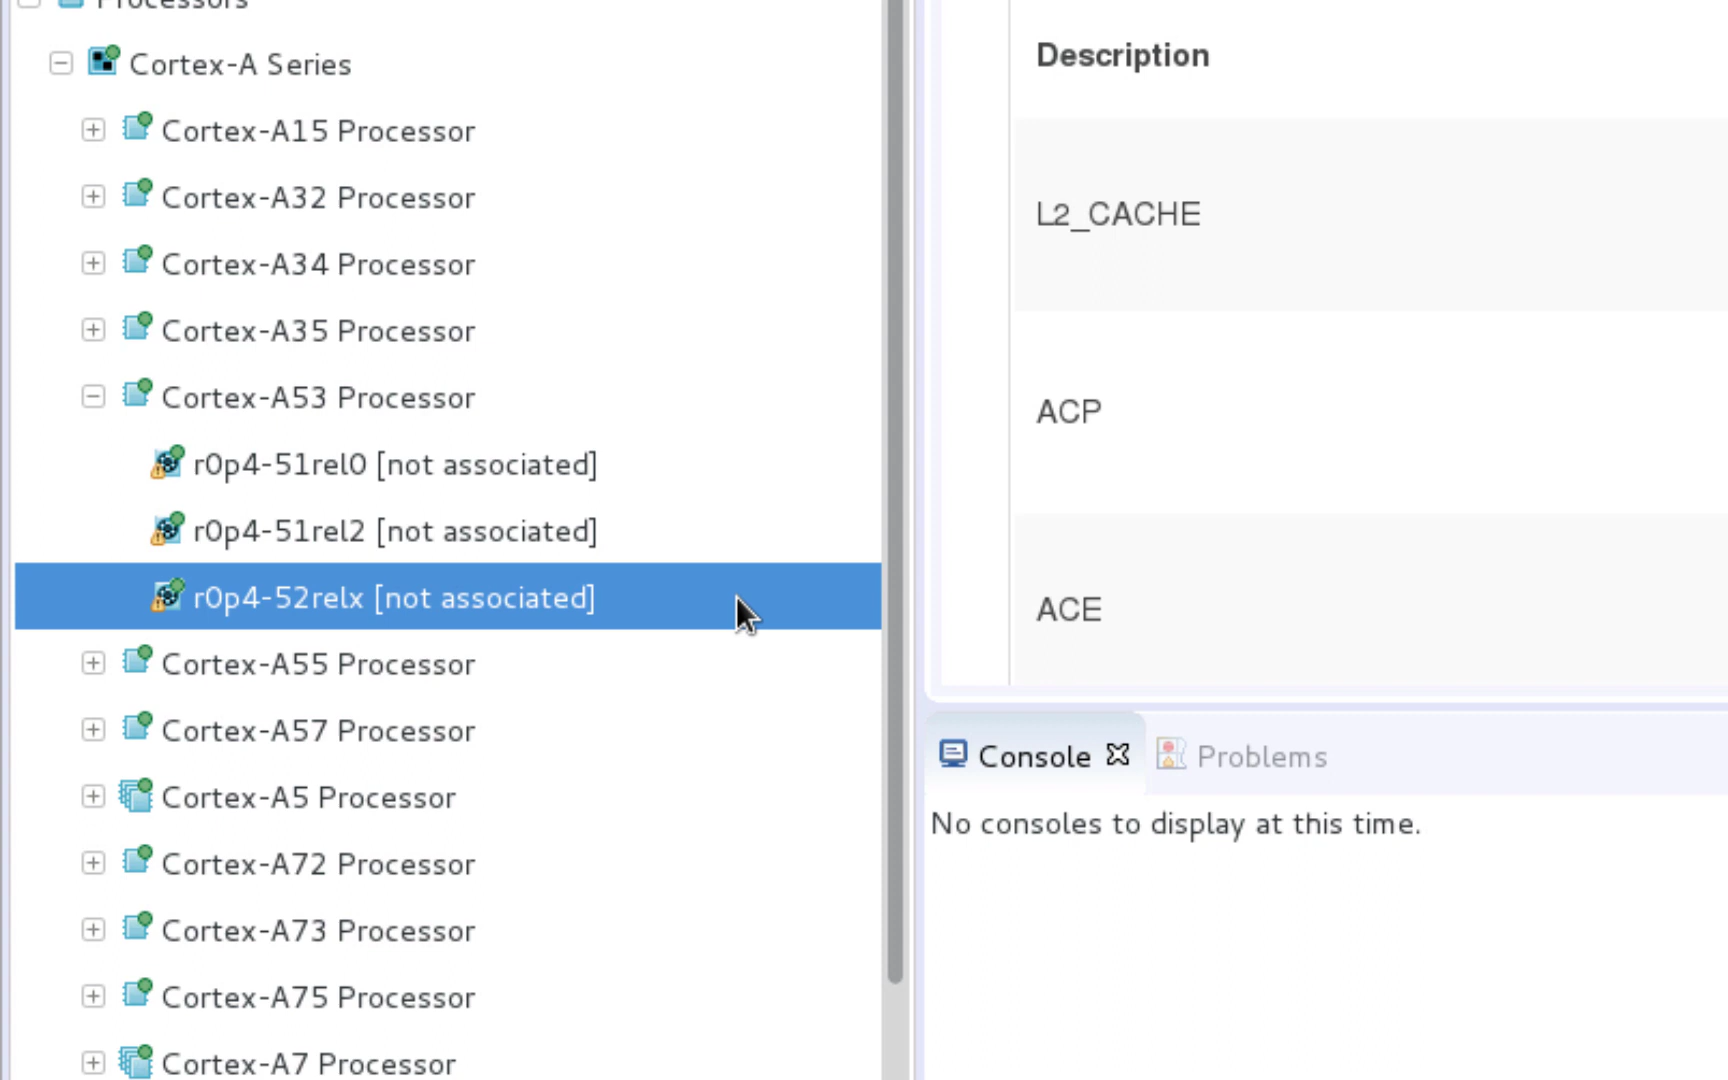 Processors
Cortex-A Series
Cortex-A15 Processor
Cortex-A32 Processor
Cortex-A34 Processor
Cortex-A35 Processor
Cortex-A53 Processor
r0p4-51rel0 [not associated]
r0p4-51rel2 [not associated]
r0p4-52relx [not associated]
Cortex-A55 Processor
Cortex-A57 Processor
Cortex-A5 Processor
Cortex-A72 Processor
Cortex-A73 Processor
Cortex-A75 Processor
Cortex-A7 Processor
Description
L2_CACHE
ACP
ACE
Console
Problems
No consoles to display at this time.